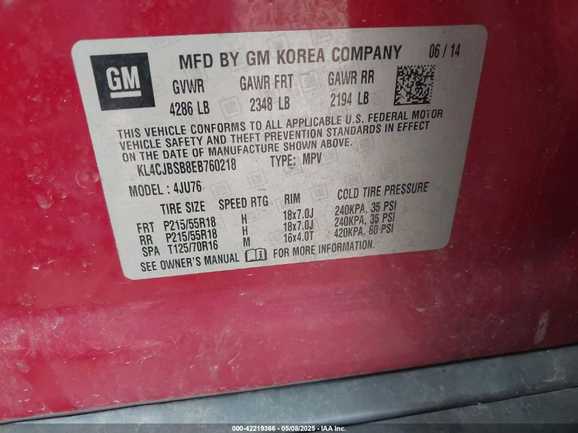 GM
MFD BY GM KOREA COMPANY 06 / 14
GVWR GAWR FRT GAWR RR
4286 LB 2348 LB 2194 LB
THIS VEHICLE CONFORMS TO ALL APPLICABLE U.S. FEDERAL MOTOR
VEHICLE SAFETY AND THEFT PREVENTION STANDARDS IN EFFECT
ON THE DATE OF MANUFACTURE SHOWN ABOVE.
KL4CJBSB8EB760218 TYPE: MPV
MODEL: 4JU76
TIRE SIZE SPEED RTG RIM COLD TIRE PRESSURE
FRT P215/55R18 H 18x7.0J 240KPA, 35 PSI
RR P215/55R18 H 18x7.0J 240KPA, 35 PSI
SPA T125/70R16 M 16x4.0T 420KPA, 60 PSI
SEE OWNER'S MANUAL FOR MORE INFORMATION.
000-42219366 - 05/08/2025 - IAA Inc.